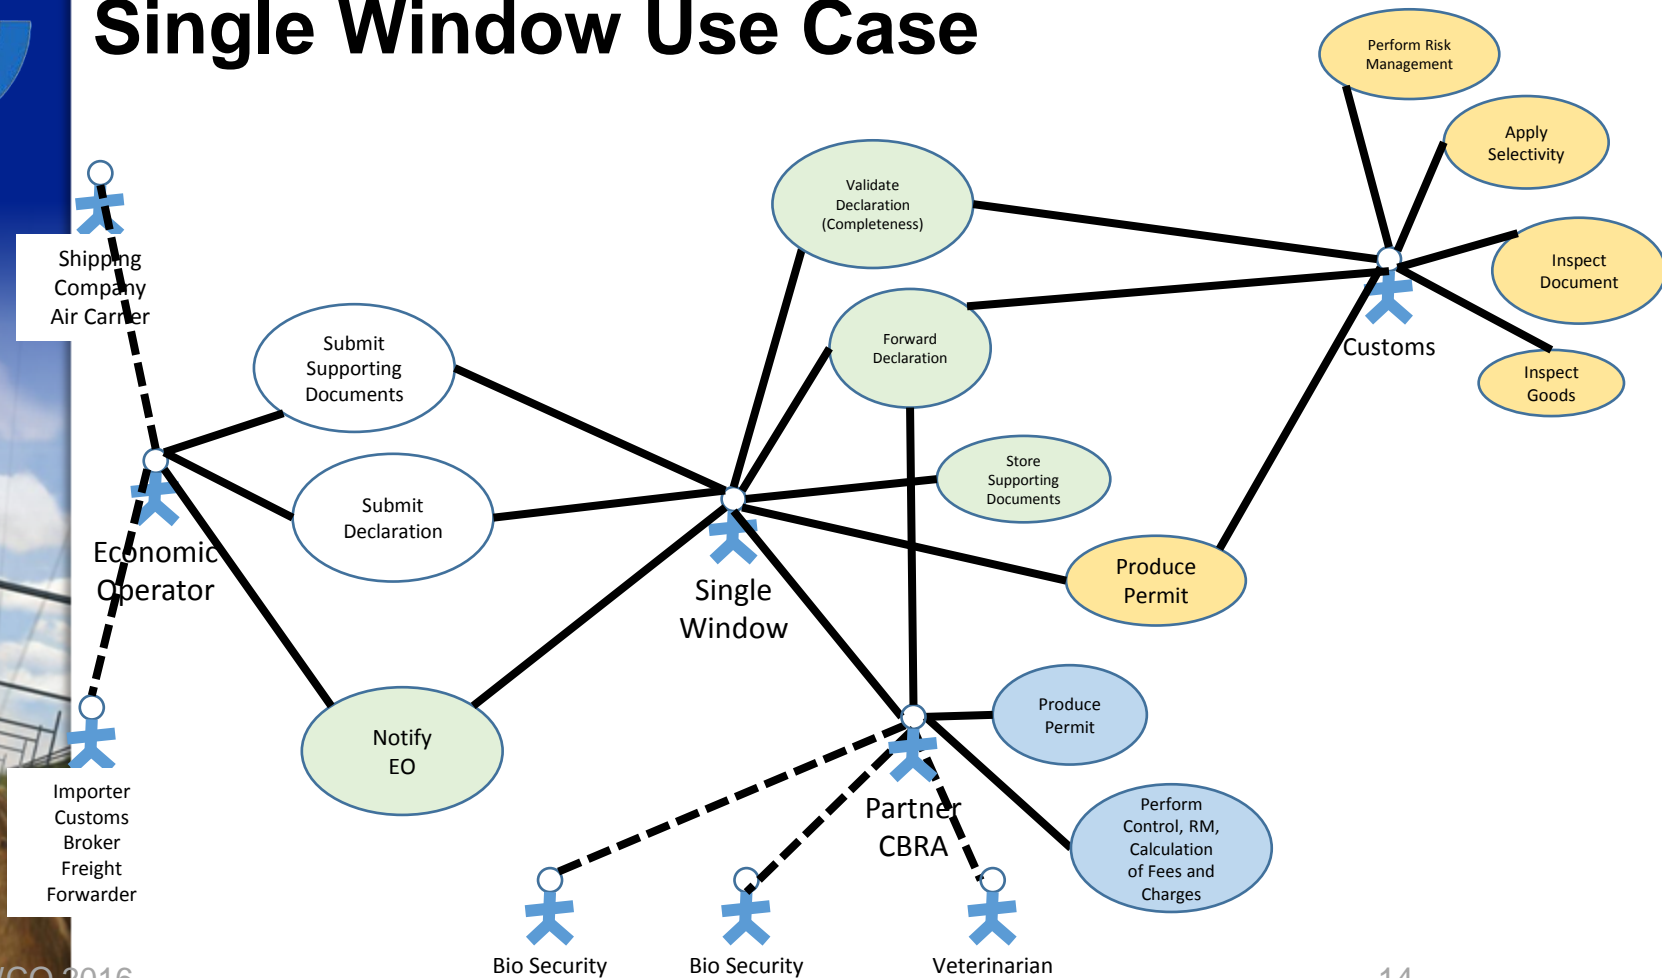 Single Window Use Case
Perform Risk
Management
Apply
Selectivity
Validate
Declaration
(Completeness)
Shipping
Company
Air Carrier
Inspect
Document
Submit
Supporting
Documents
Forward
Declaration
Customs
Inspect
Goods
Store
Supporting
Documents
Submit
Declaration
Economic
Operator
Single
Window
Produce
Permit
Notify
EO
Produce
Permit
Importer
Customs
Broker
Freight
Forwarder
Partner
CBRA
Perform
Control, RM,
Calculation
of Fees and
Charges
Bio Security
Bio Security
Veterinarian
2016
14